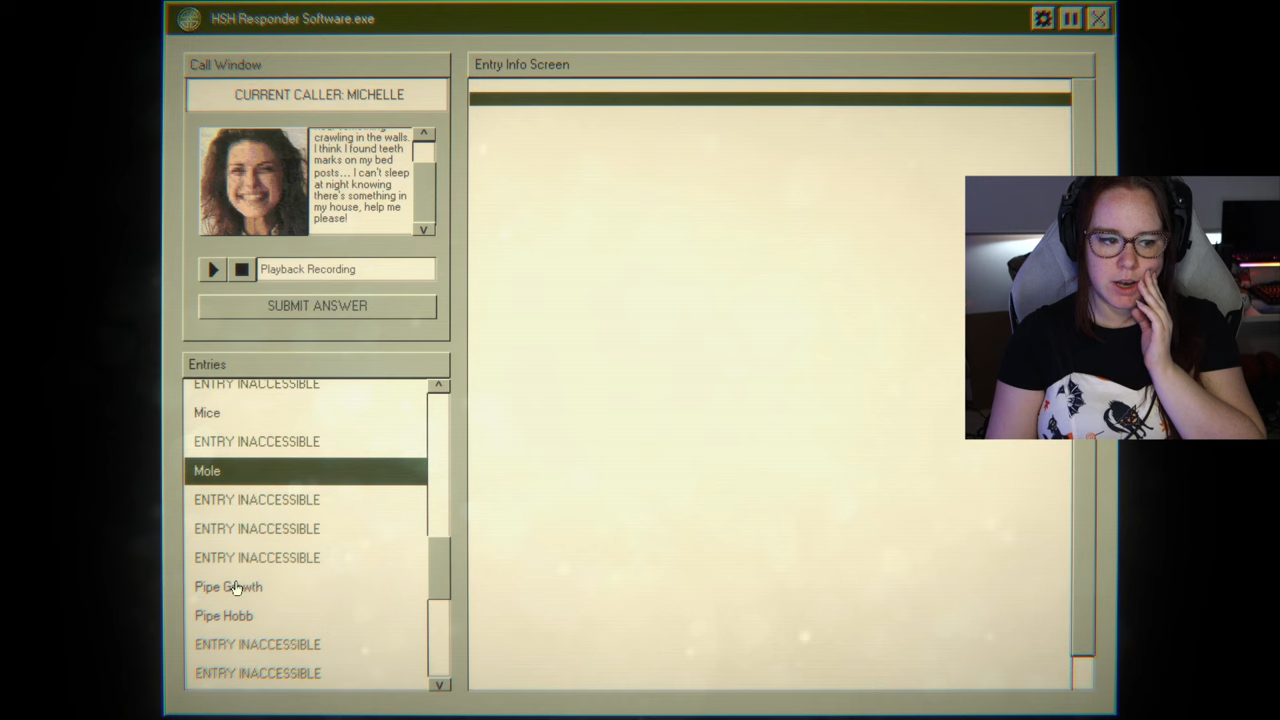 HSH Responder Software.exe
Call Window
CURRENT CALLER: MICHELLE
crawling in the walls.
I think I found teeth
marks on my bed
posts... I can't sleep
at night knowing
there's something in
my house, help me
please!
Playback Recording
SUBMIT ANSWER
Entries
ENTRY INACCESSIBLE
Mice
ENTRY INACCESSIBLE
Mole
ENTRY INACCESSIBLE
ENTRY INACCESSIBLE
ENTRY INACCESSIBLE
Pipe Growth
Pipe Hobb
ENTRY INACCESSIBLE
ENTRY INACCESSIBLE
Entry Info Screen